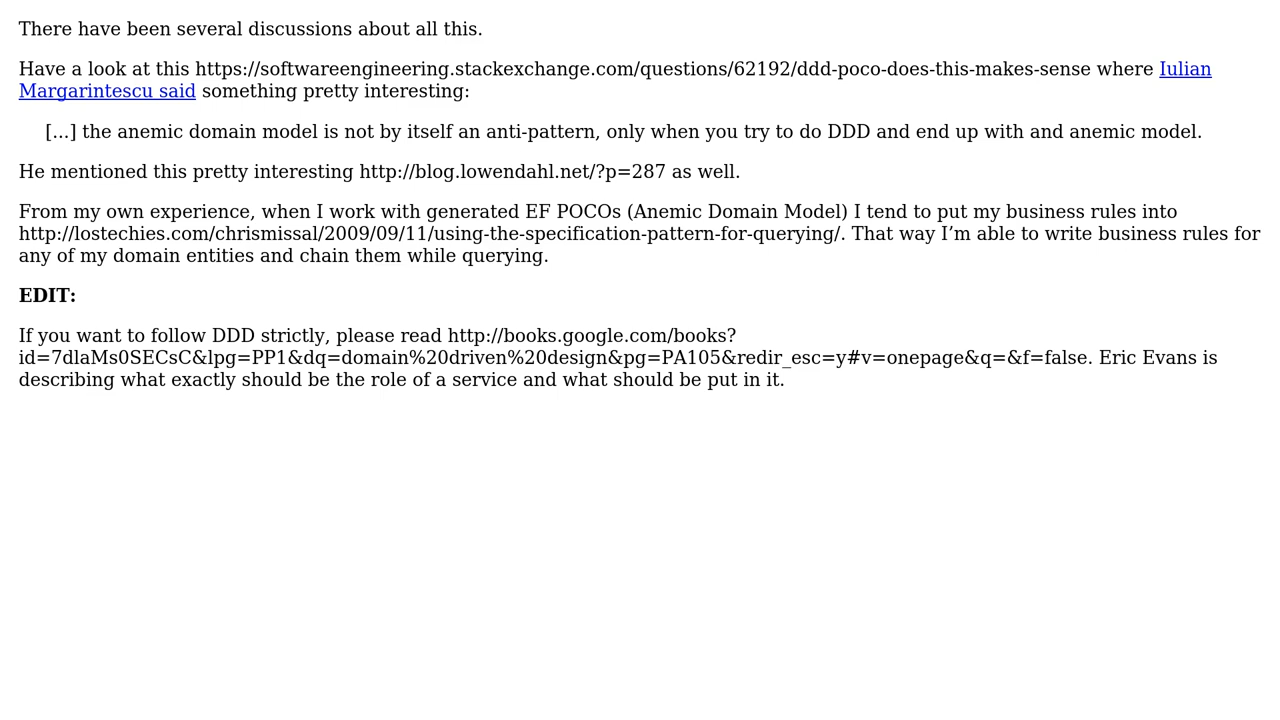 There have been several discussions about all this.
Have a look at this https://softwareengineering.stackexchange.com/questions/62192/ddd-poco-does-this-makes-sense where Iulian
Margarintescu said something pretty interesting:
[...] the anemic domain model is not by itself an anti-pattern, only when you try to do DDD and end up with and anemic model.
He mentioned this pretty interesting http://blog.lowendahl.net/?p=287 as well.
From my own experience, when I work with generated EF POCOs (Anemic Domain Model) I tend to put my business rules into
http://lostechies.com/chrismissal/2009/09/11/using-the-specification-pattern-for-querying/. That way I’m able to write business rules for
any of my domain entities and chain them while querying.
EDIT:
If you want to follow DDD strictly, please read http://books.google.com/books?
id=7dlaMs0SECsC&lpg=PP1&dq=domain%20driven%20design&pg=PA105&redir_esc=y#v=onepage&q=&f=false. Eric Evans is
describing what exactly should be the role of a service and what should be put in it.